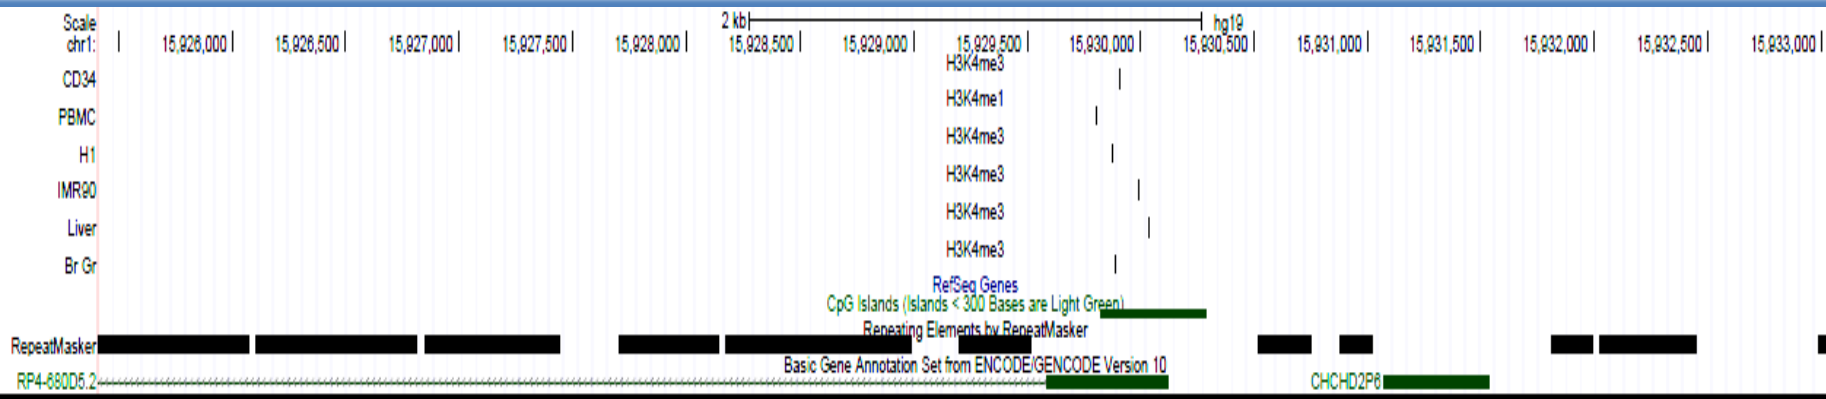 Scale 2 kb hg19
chr1: 15,926,000 15,926,500 15,927,000 15,927,500 15,928,000 15,928,500 15,929,000 15,929,500 15,930,000 15,930,500 15,931,000 15,931,500 15,932,000 15,932,500 15,933,000
H3K4me3
CD34
H3K4me1
PBMC
H3K4me3
H1
H3K4me3
IMR90
H3K4me3
Liver
H3K4me3
Br Gr
RefSeq Genes
CpG Islands (Islands < 300 Bases are Light Green)
Repeating Elements by RepeatMasker
RepeatMasker
Basic Gene Annotation Set from ENCODE/GENCODE Version 10
RP4-680D5.2 CHCHD2P6